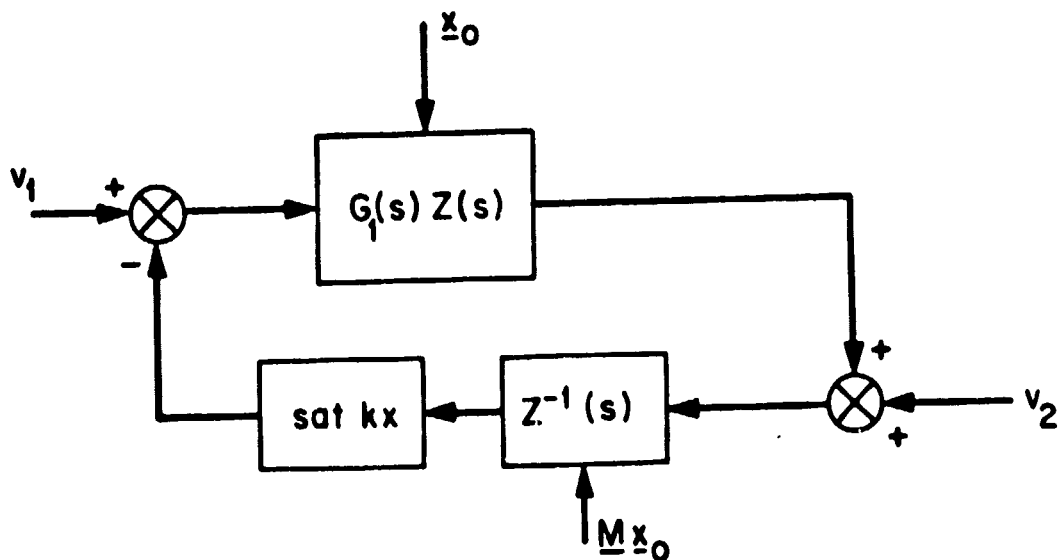 x₀
v₁
+
G₁(s) Z(s)
−
+
sat kx
Z⁻¹(s)
v₂
+
M x₀